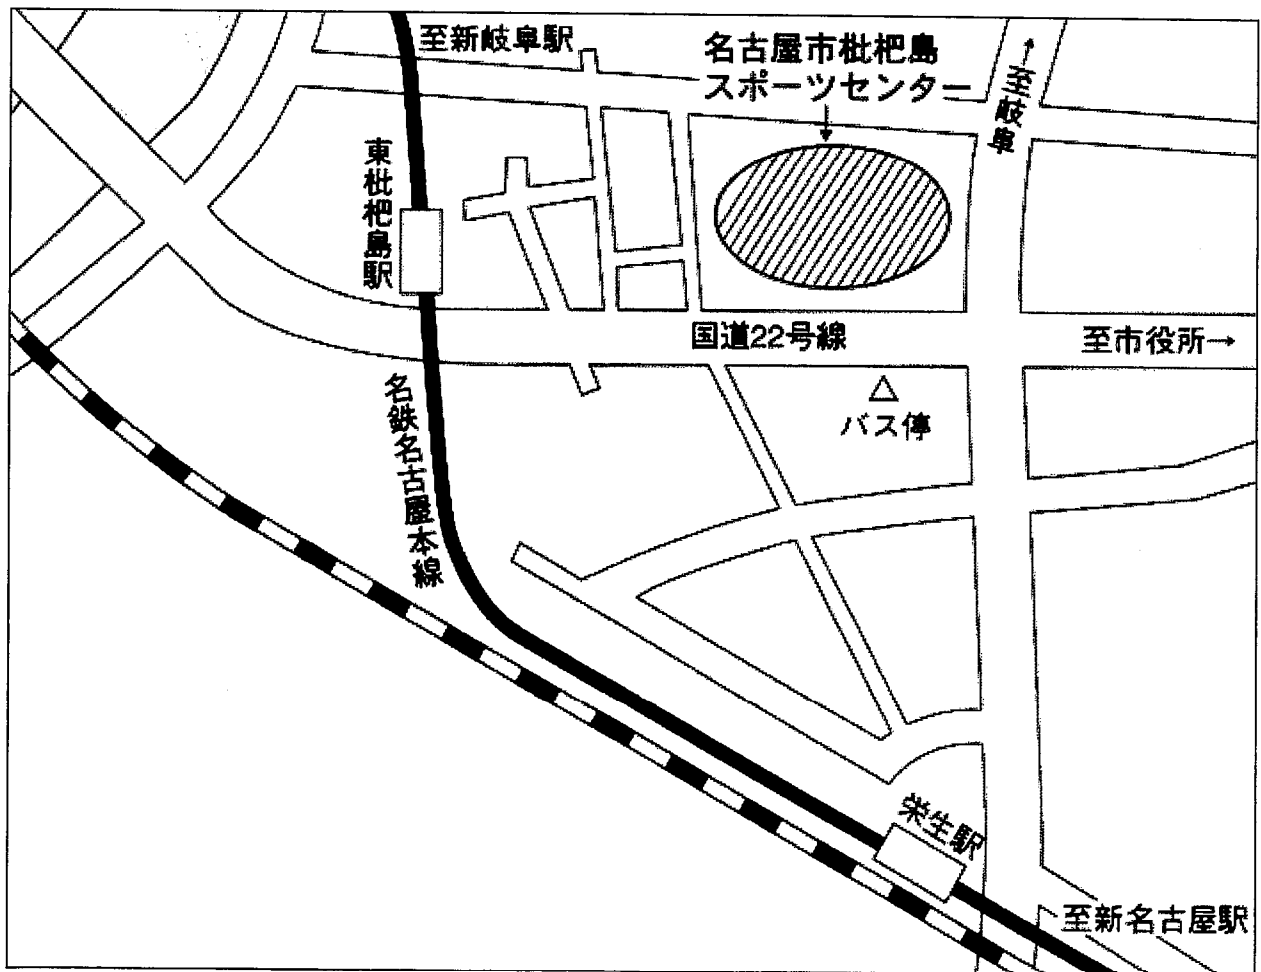 至新岐阜駅
名古屋市枇杷島
スポーツセンター
↑至岐阜
東枇杷島駅
国道22号線
至市役所→
バス停
名鉄名古屋本線
栄生駅
至新名古屋駅